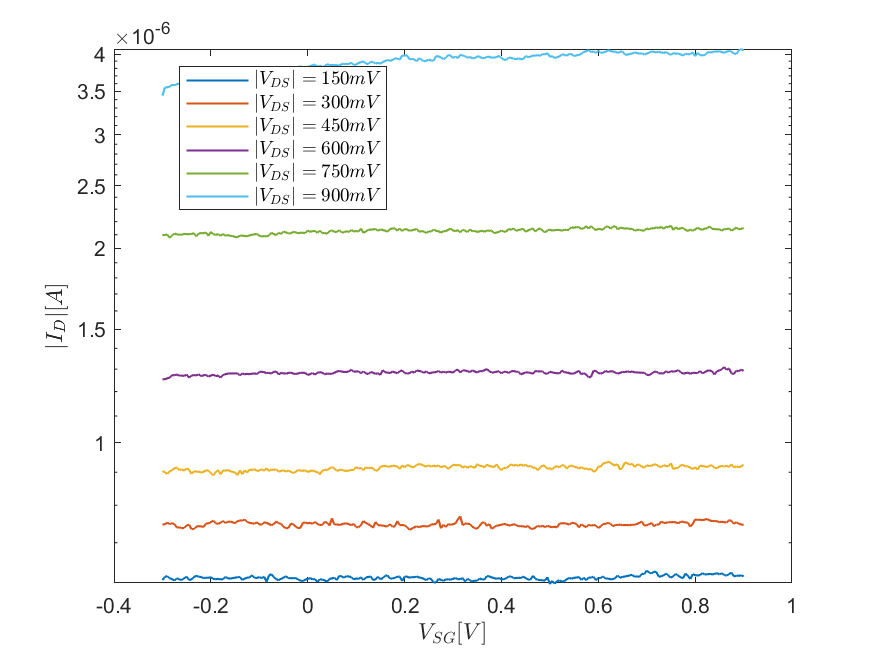 ×10⁻⁶
4
3.5
3
2.5
2
1.5
1
|I_D|[A]
|V_DS| = 150mV
|V_DS| = 300mV
|V_DS| = 450mV
|V_DS| = 600mV
|V_DS| = 750mV
|V_DS| = 900mV
-0.4 -0.2 0 0.2 0.4 0.6 0.8 1
V_SG[V]